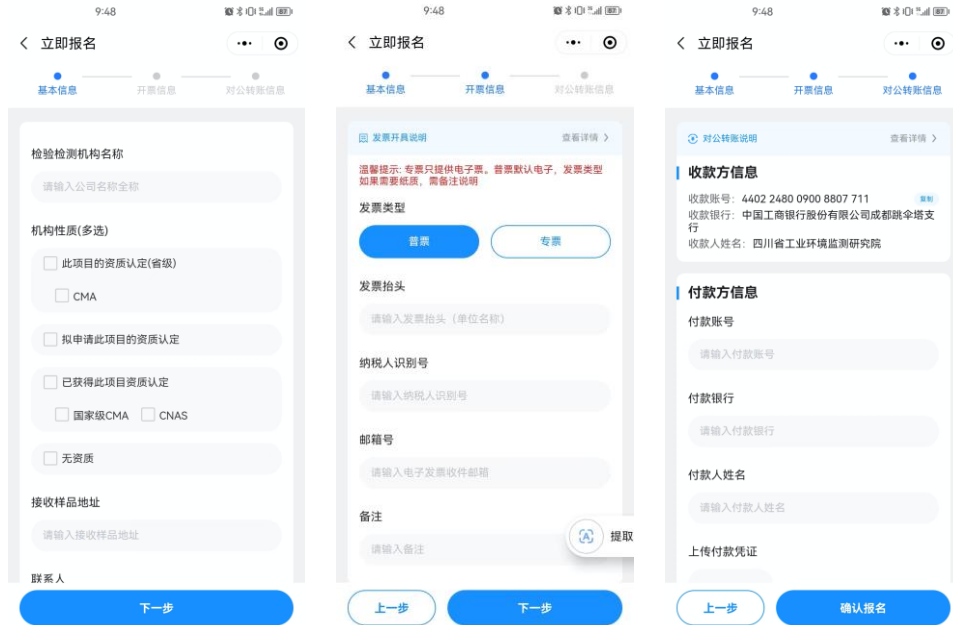 9:48
87
立即报名
基本信息
开票信息
对公转账信息
检验检测机构名称
请输入公司名称全称
机构性质(多选)
此项目的资质认定(省级)
CMA
拟申请此项目的资质认定
已获得此项目资质认定
国家级CMA
CNAS
无资质
接收样品地址
请输入接收样品地址
联系人
下一步
9:48
87
立即报名
基本信息
开票信息
对公转账信息
发票开具说明
查看详情
温馨提示: 专票只提供电子票。普票默认电子，发票类型
如果需要纸质，需备注说明
发票类型
普票
专票
发票抬头
请输入发票抬头（单位名称）
纳税人识别号
请输入纳税人识别号
邮箱号
请输入电子发票收件邮箱
备注
请输入备注
A
提取
上一步
下一步
9:48
87
立即报名
基本信息
开票信息
对公转账信息
对公转账说明
查看详情
收款方信息
收款账号: 4402 2480 0900 8807 711
复制
收款银行: 中国工商银行股份有限公司成都跳伞塔支
行
收款人姓名: 四川省工业环境监测研究院
付款方信息
付款账号
请输入付款账号
付款银行
请输入付款银行
付款人姓名
请输入付款人姓名
上传付款凭证
上一步
确认报名